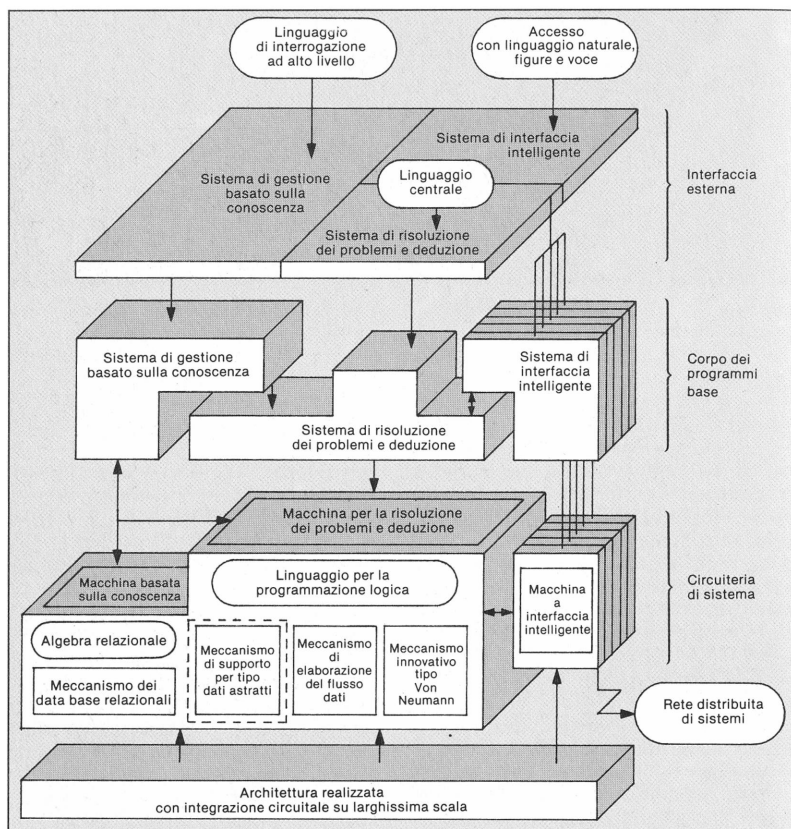 Linguaggio
di interrogazione
ad alto livello
Accesso
con linguaggio naturale,
figure e voce
Sistema di interfaccia
intelligente
Sistema di gestione
basato sulla
conoscenza
Linguaggio
centrale
Sistema di risoluzione
dei problemi e deduzione
Interfaccia
esterna
Sistema di gestione
basato sulla conoscenza
Sistema di
interfaccia
intelligente
Sistema di risoluzione
dei problemi e deduzione
Corpo dei
programmi
base
Macchina per la risoluzione
dei problemi e deduzione
Macchina basata
sulla conoscenza
Linguaggio per la
programmazione logica
Macchina
a
interfaccia
intelligente
Circuiteria
di sistema
Algebra relazionale
Meccanismo dei
data base relazionali
Meccanismo
di supporto
per tipo
dati astratti
Meccanismo
di
elaborazione
del flusso
dati
Meccanismo
innovativo
tipo
Von
Neumann
Rete distribuita
di sistemi
Architettura realizzata
con integrazione circuitale su larghissima scala